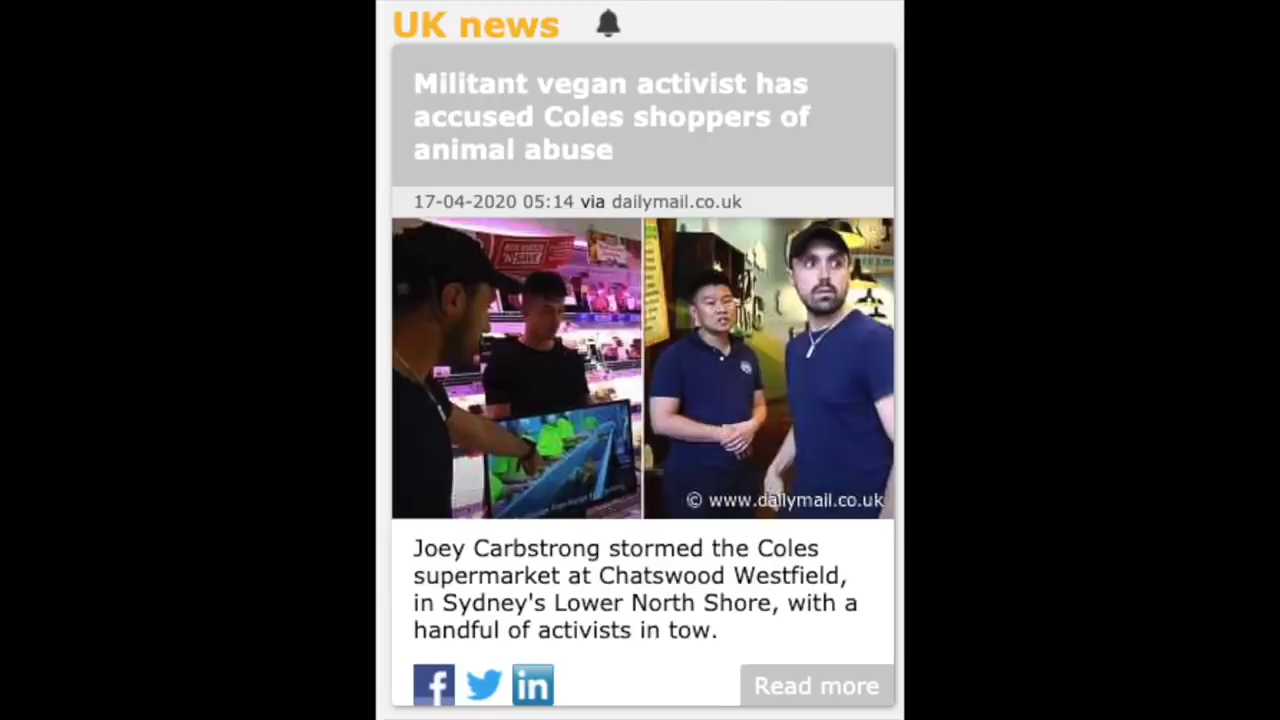 UK news
Militant vegan activist has
accused Coles shoppers of
animal abuse
17-04-2020 05:14 via dailymail.co.uk
© www.dailymail.co.uk
Joey Carbstrong stormed the Coles
supermarket at Chatswood Westfield,
in Sydney's Lower North Shore, with a
handful of activists in tow.
Read more